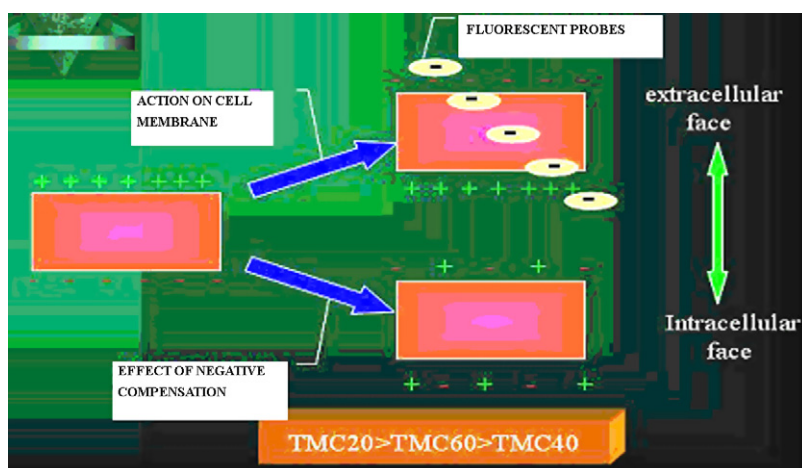 FLUORESCENT PROBES
ACTION ON CELL
MEMBRANE
extracellular
face
Intracellular
face
EFFECT OF NEGATIVE
COMPENSATION
TMC20>TMC60>TMC40